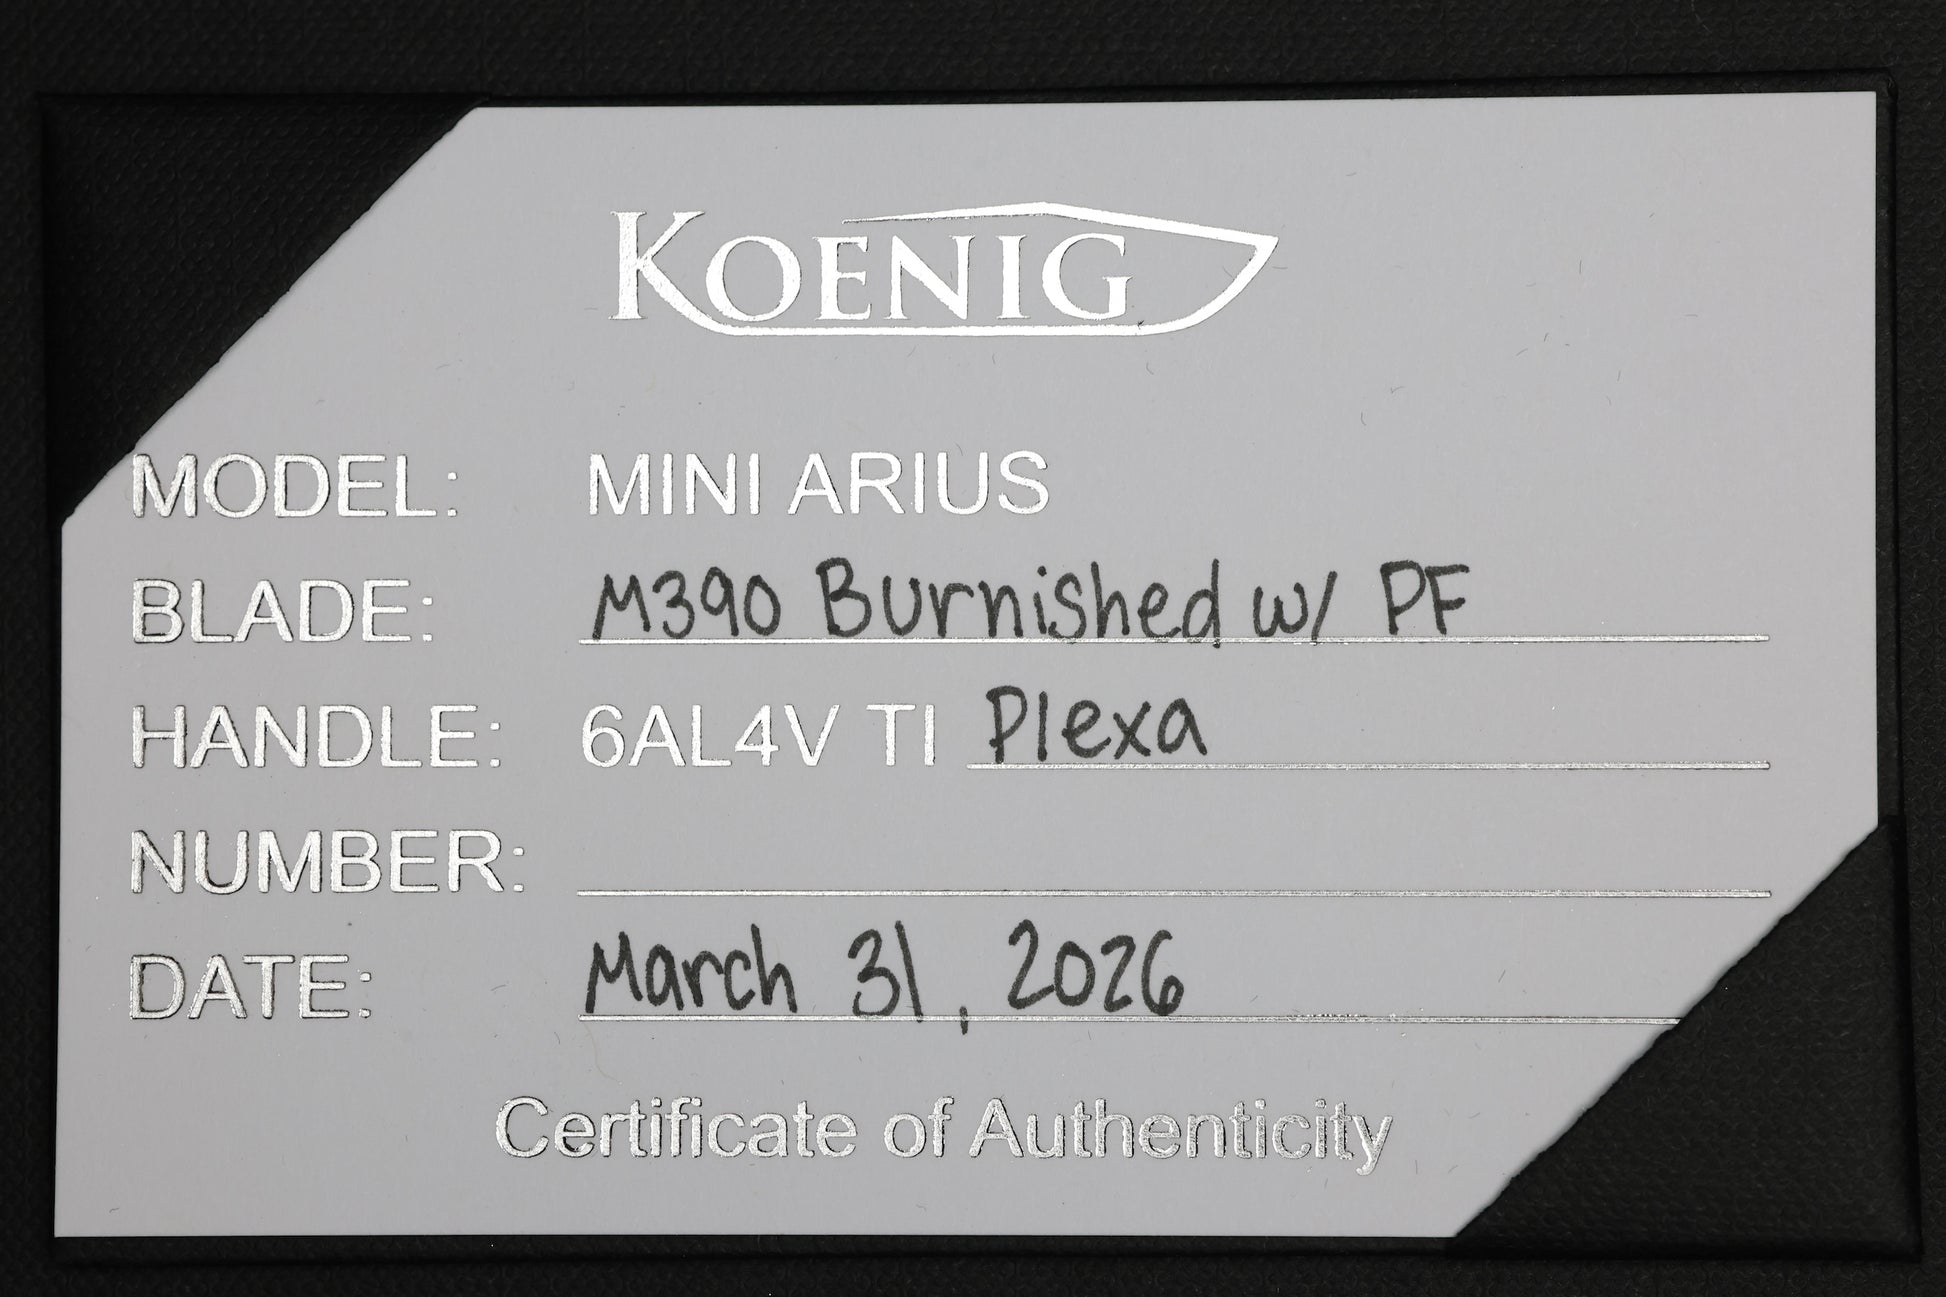 KOENIG
MODEL: MINI ARIUS
BLADE: M390 Burnished w/ PF
HANDLE: 6AL4V TI Plexa
NUMBER:
DATE: March 31, 2026
Certificate of Authenticity